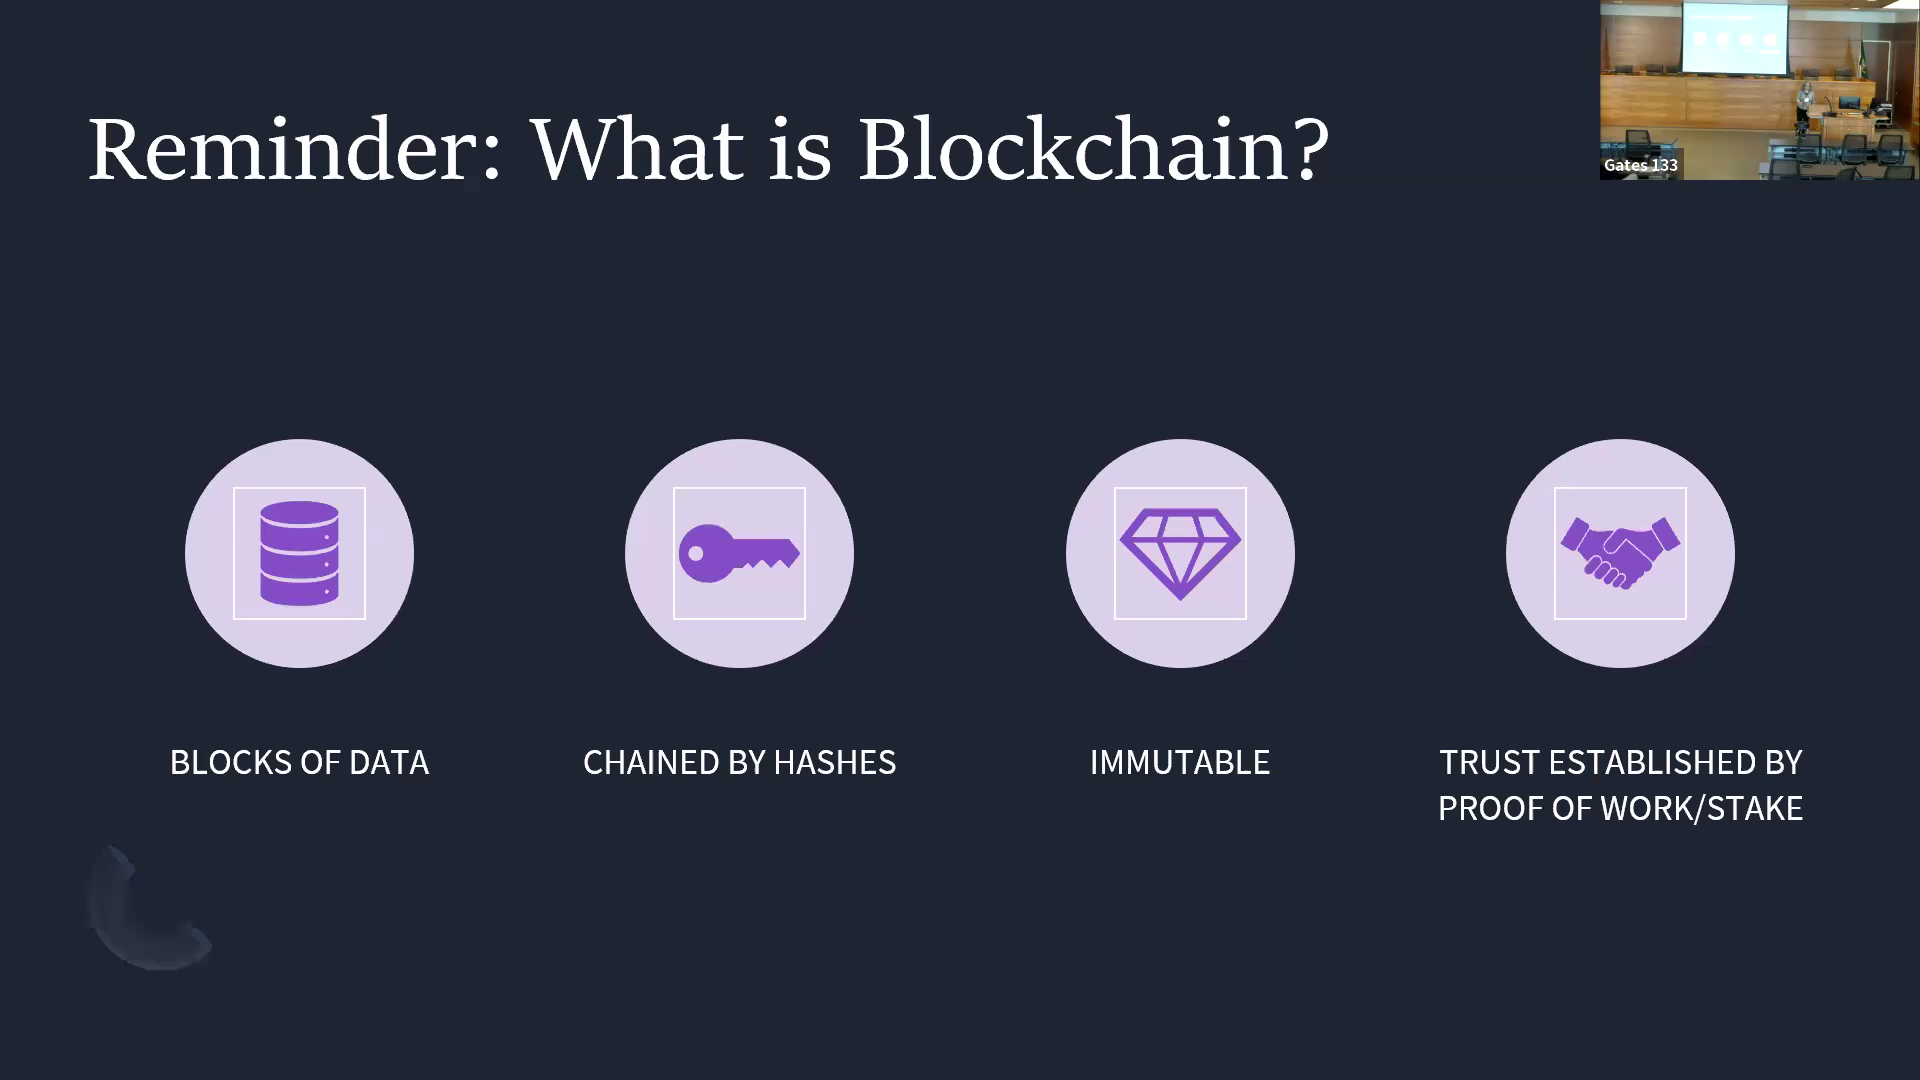 Reminder: What is Blockchain?
Gates 133
BLOCKS OF DATA
CHAINED BY HASHES
IMMUTABLE
TRUST ESTABLISHED BY
PROOF OF WORK/STAKE